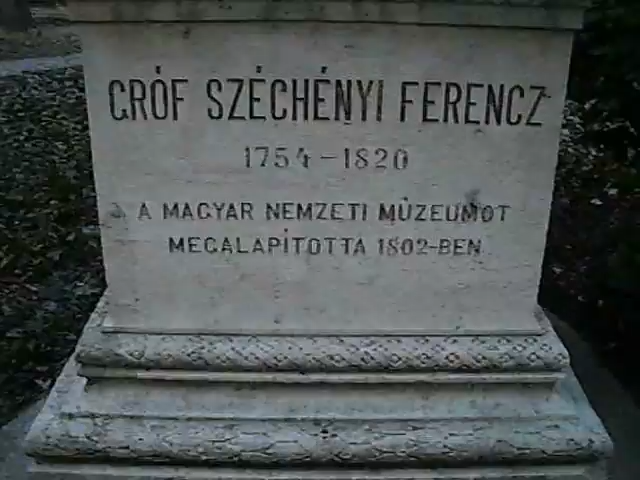 GRÓF SZÉCHÉNYI FERENCZ
1754-1820
A MAGYAR NEMZETI MÚZEUMOT
MEGALAPÍTOTTA 1802-BEN